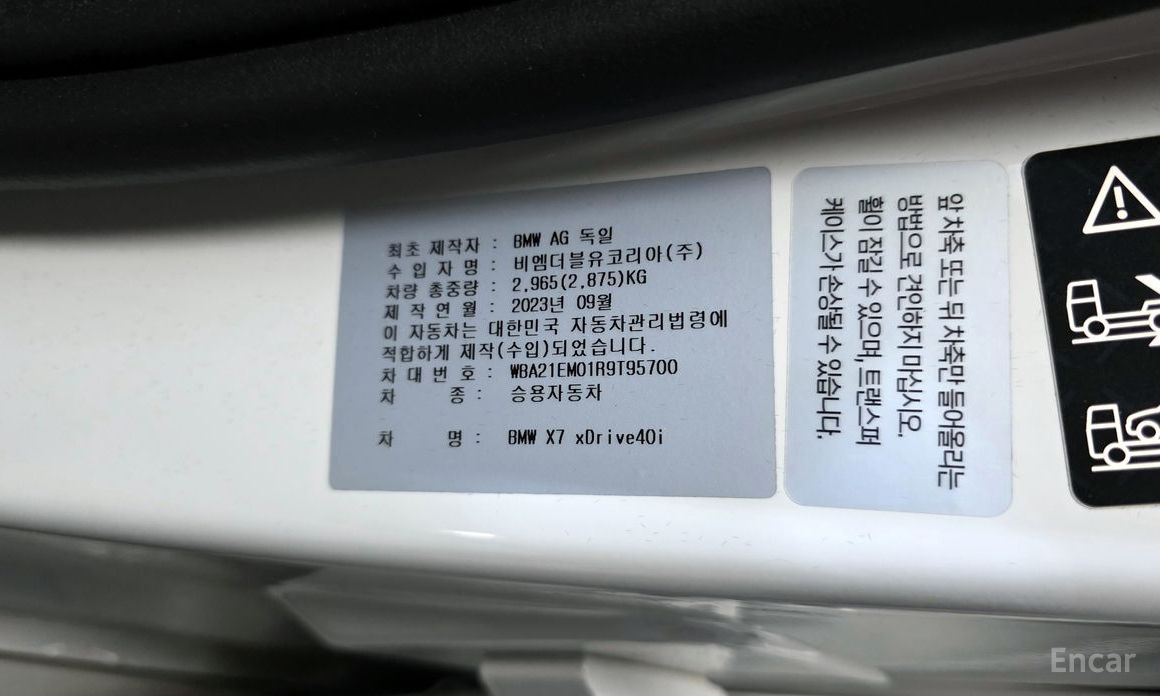 최초 제작자 : BMW AG 독일
수 입 자 명 : 비엠더블유코리아(주)
차량 총중량 : 2,965(2,875)KG
제 작 연 월 : 2023년 09월
이 자동차는 대한민국 자동차관리법령에
적합하게 제작(수입)되었습니다.
차 대 번 호 : WBA21EM01R9T95700
차 종 : 승용자동차
차 명 : BMW X7 xDrive40i
앞 차축 또는 뒤 차축만 들어올리는
방법으로 견인하지 마십시오.
휠이 잠길 수 있으며, 트랜스퍼
케이스가 손상될 수 있습니다.
Encar